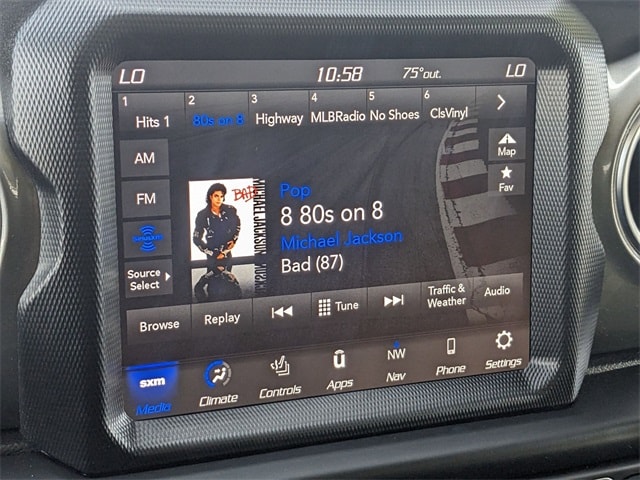 LO 10:58 75°out. LO
1 2 3 4 5 6
Hits 1 80s on 8 Highway MLBRadio No Shoes ClsVinyl
AM
Map
FM
Fav
BAD
MICHAEL JACKSON
Pop
8 80s on 8
Michael Jackson
Bad (87)
SiriusXM
Source
Select
Browse
Replay
Tune
Traffic &
Weather
Audio
sxm
Media
Climate
Controls
u
Apps
NW
Nav
Phone
Settings